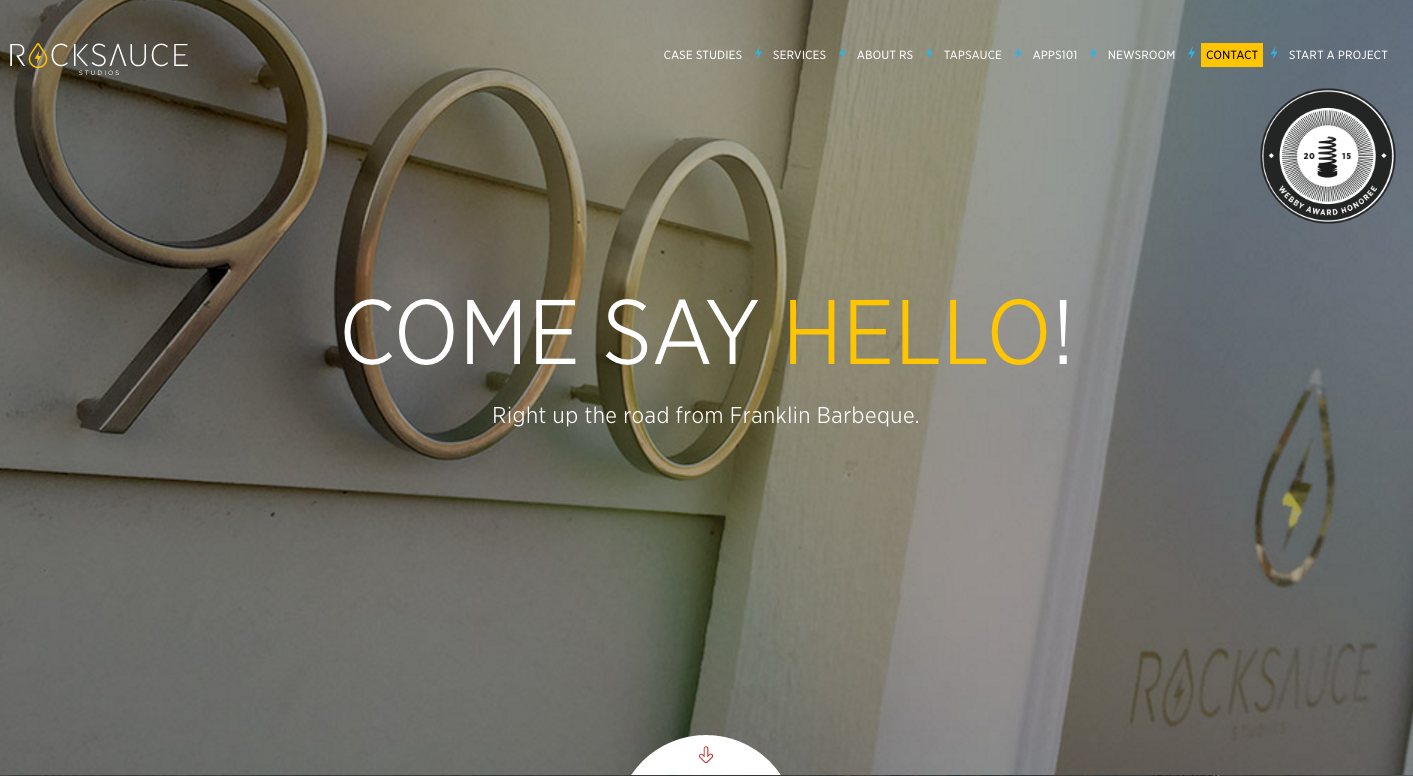 ROCKSAUCE
STUDIOS
CASE STUDIES SERVICES ABOUT RS TAPSAUCE APPS101 NEWSROOM CONTACT START A PROJECT
20 15
WEBBY AWARD HONOREE
900
COME SAY HELLO!
Right up the road from Franklin Barbeque.
ROCKSAUCE
STUDIOS